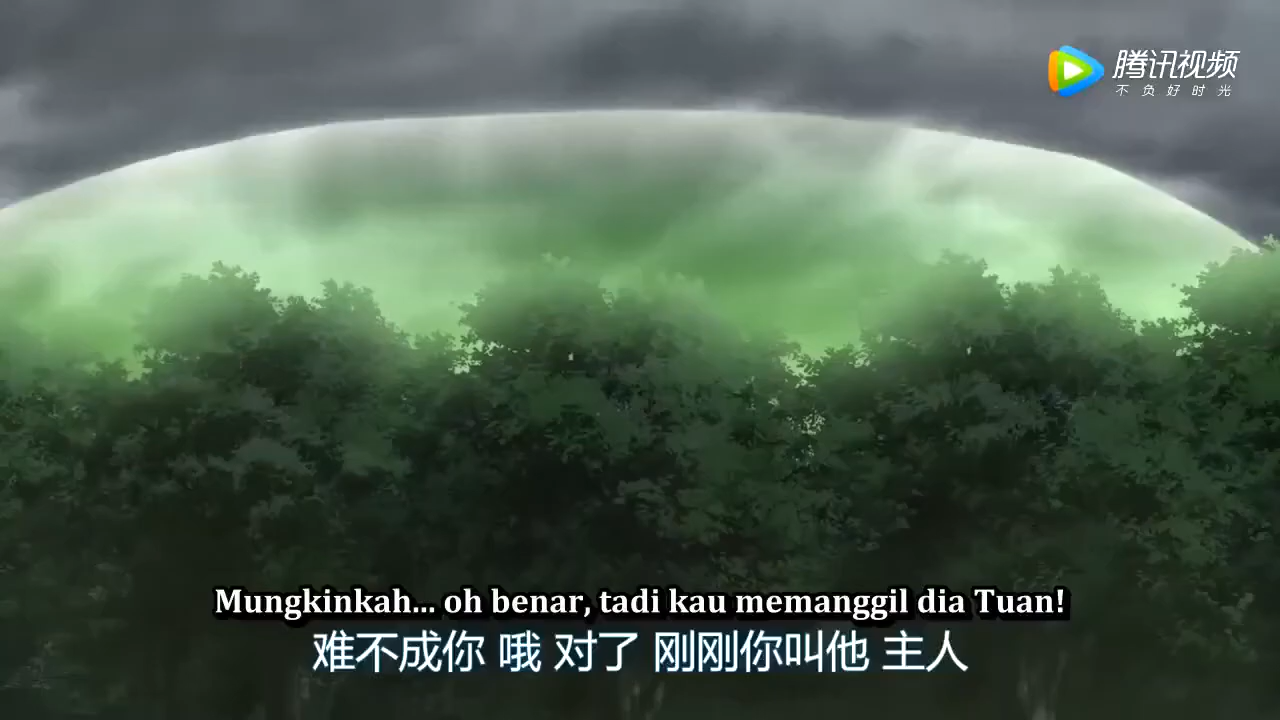 腾讯视频
不负好时光
Mungkinkah... oh benar, tadi kau memanggil dia Tuan!
难不成你 哦 对了 刚刚你叫他 主人